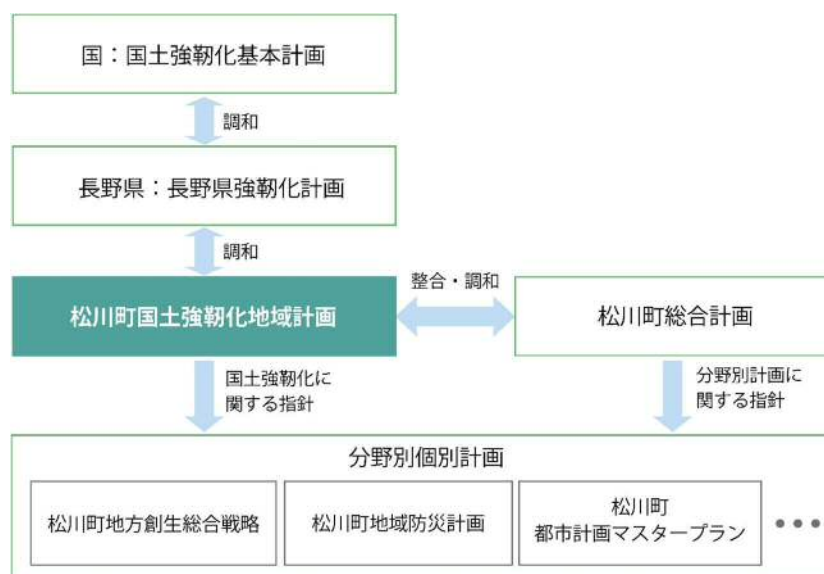 国：国土強靭化基本計画
調和
長野県：長野県強靭化計画
調和
松川町国土強靭化地域計画
整合・調和
松川町総合計画
国土強靭化に
関する指針
分野別計画に
関する指針
分野別個別計画
松川町地方創生総合戦略
松川町地域防災計画
松川町
都市計画マスタープラン
•••